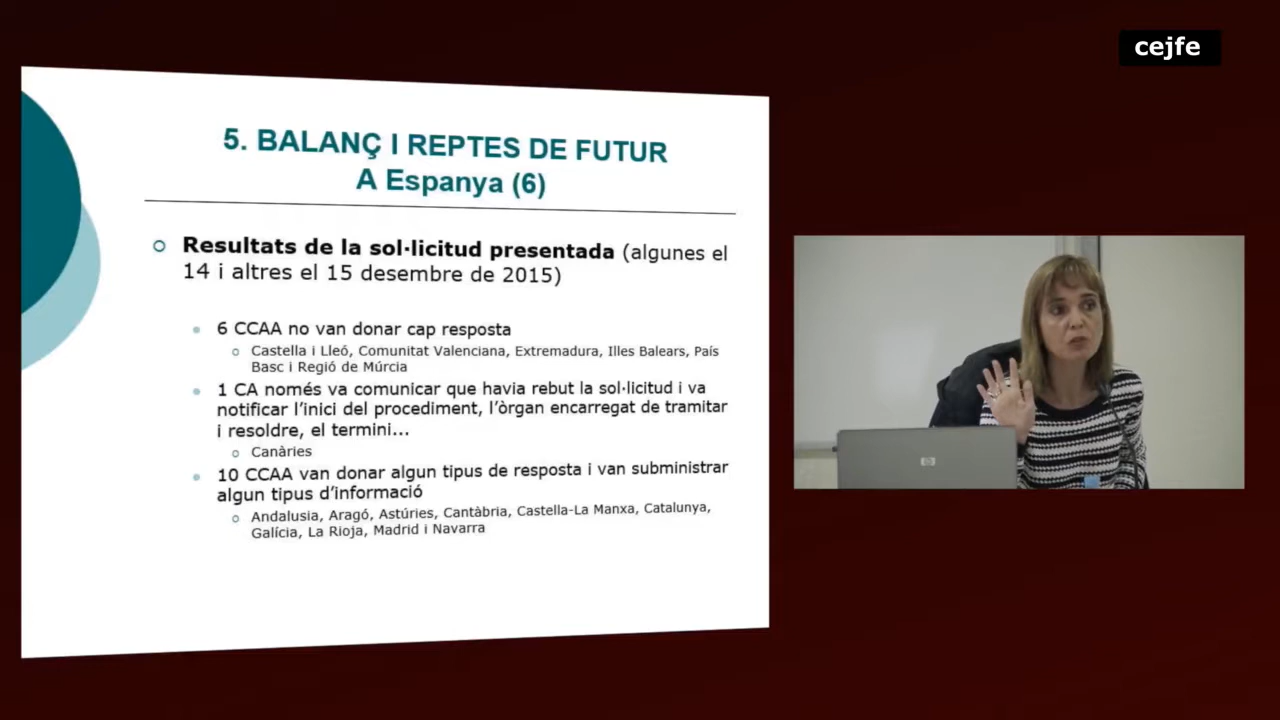 cejfe
5. BALANÇ I REPTES DE FUTUR
A Espanya (6)
Resultats de la sol·licitud presentada (algunes el
14 i altres el 15 desembre de 2015)
6 CCAA no van donar cap resposta
Castella i Lleó, Comunitat Valenciana, Extremadura, Illes Balears, País
Basc i Regió de Múrcia
1 CA només va comunicar que havia rebut la sol·licitud i va
notificar l'inici del procediment, l'òrgan encarregat de tramitar
i resoldre, el termini...
Canàries
10 CCAA van donar algun tipus de resposta i van subministrar
algun tipus d'informació
Andalusia, Aragó, Astúries, Cantàbria, Castella-La Manxa, Catalunya,
Galícia, La Rioja, Madrid i Navarra
hp